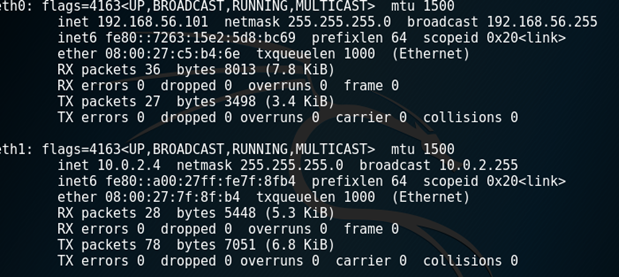 eth0: flags=4163<UP,BROADCAST,RUNNING,MULTICAST>  mtu 1500
inet 192.168.56.101  netmask 255.255.255.0  broadcast 192.168.56.255
inet6 fe80::7263:15e2:5d8:bc69  prefixlen 64  scopeid 0x20<link>
ether 08:00:27:c5:b4:6e  txqueuelen 1000  (Ethernet)
RX packets 36  bytes 8013 (7.8 KiB)
RX errors 0  dropped 0  overruns 0  frame 0
TX packets 27  bytes 3498 (3.4 KiB)
TX errors 0  dropped 0 overruns 0  carrier 0  collisions 0
eth1: flags=4163<UP,BROADCAST,RUNNING,MULTICAST>  mtu 1500
inet 10.0.2.4  netmask 255.255.255.0  broadcast 10.0.2.255
inet6 fe80::a00:27ff:fe7f:8fb4  prefixlen 64  scopeid 0x20<link>
ether 08:00:27:7f:8f:b4  txqueuelen 1000  (Ethernet)
RX packets 28  bytes 5448 (5.3 KiB)
RX errors 0  dropped 0  overruns 0  frame 0
TX packets 78  bytes 7051 (6.8 KiB)
TX errors 0  dropped 0 overruns 0  carrier 0  collisions 0